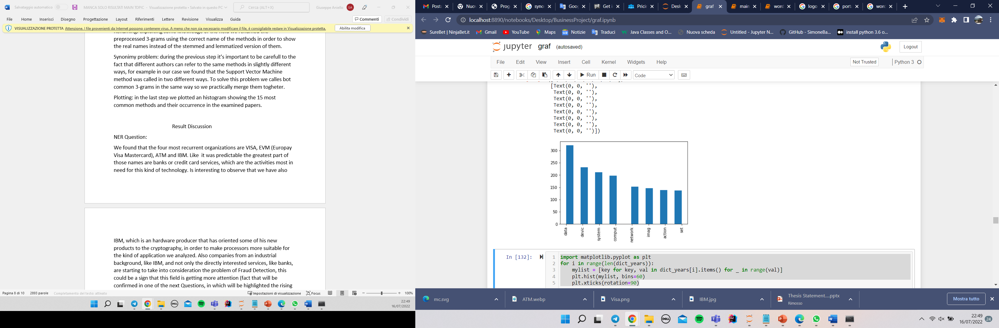 Salvataggio automatico
MANCA SOLO RISULTATI MAIN TOPIC - Visualizzazione protetta • Salvato in questo PC
Cerca (ALT+X)
Giuseppe Aniello
GA
File Home Inserisci Disegno Progettazione Layout Riferimenti Lettere Revisione Visualizza Guida
Commenti
Condividi
VISUALIZZAZIONE PROTETTA Attenzione. I file provenienti da Internet possono contenere virus. A meno che non sia necessario modificare il file, è consigliabile restare in Visualizzazione protetta.
Abilita modifica
preprocessed 3-grams using the correct name of the methods in order to show
the real names instead of the stemmed and lemmatized version of them.
Synonimy problem: during the previous step it's important to be carefull to the
fact that different authors can refer to the same methods in slightly different
ways, for example in our case we found that the Support Vector Machine
method was called in two different ways. To solve this problem we calles bot
common 3-grams in the same way so we practically merge them togheter.
Plotting: in the last step we plotted an histogram showing the 15 most
common methods and their occurrence in the examined papers.
Result Discussion
NER Question:
We found that the four most recurrent organizations are VISA, EVM (Europay
Visa Mastercard), ATM and IBM. Like it was predictable the greatest part of
those names are banks or credit card services, which are the activities most in
need for this kind of technology. Is interesting to observe that we have also
IBM, which is an hardware producer that has oriented some of his new
products to the cryptography, in order to make processors more suitable for
the kind of application we analyzed. Also companies from an industrial
background, like IBM, and not only the directly interested services, like banks,
are starting to take into consideration the problem of Fraud Detection, this
could be a sign that this field is getting more attention (fact that will be
confirmed in one of the next Questions, in which will be highlighted the rising
Pagina 8 di 10 2893 parole Completamento del testo: attivato
Impostazioni di visualizzazione Focus 100%
22:49
16/07/2022
Posta Nuov Prog syno Goog Get i Pricin Desk graf main word logo porta word
localhost:8890/notebooks/Desktop/BusinessProject/graf.ipynb
SureBet | NinjaBet.it Gmail YouTube Maps Notizie Traduci Java Classes and O... Nuova scheda Untitled - Jupyter N... GitHub - SimoneBa... install python 3.6 o...
jupyter graf (autosaved)
Logout
File Edit View Insert Cell Kernel Widgets Help
Not Trusted
Python 3
Run
Code
[Text(0, 0, ''),
Text(0, 0, ''),
Text(0, 0, ''),
Text(0, 0, ''),
Text(0, 0, ''),
Text(0, 0, ''),
Text(0, 0, ''),
Text(0, 0, '')])
300
250
200
150
100
50
0
data devic system comput network imag action set
In [132]:
1 import matplotlib.pyplot as plt
2 for i in range(len(dict_years)):
3 mylist = [key for key, val in dict_years[i].items() for _ in range(val)]
4 plt.hist(mylist, bins=60)
5 plt.xticks(rotation=90)
mc.svg
ATM.webp
Visa.png
IBM.jpg
Thesis Statement....pptx
Rimosso
Mostra tutto
DELL
22:49
16/07/2022
24